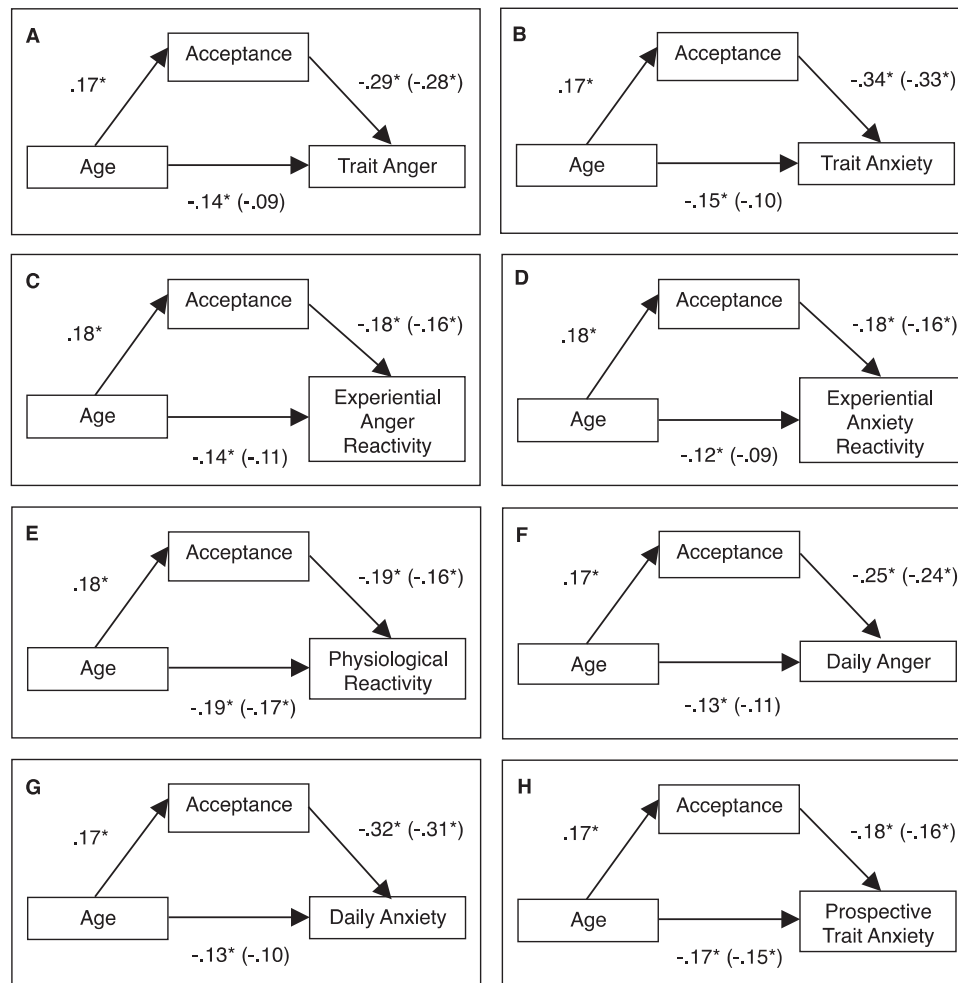 A
Acceptance
.17*
-.29* (-.28*)
Age
Trait Anger
-.14* (-.09)
B
Acceptance
.17*
-.34* (-.33*)
Age
Trait Anxiety
-.15* (-.10)
C
Acceptance
.18*
-.18* (-.16*)
Age
Experiential
Anger
Reactivity
-.14* (-.11)
D
Acceptance
.18*
-.18* (-.16*)
Age
Experiential
Anxiety
Reactivity
-.12* (-.09)
E
Acceptance
.18*
-.19* (-.16*)
Age
Physiological
Reactivity
-.19* (-.17*)
F
Acceptance
.17*
-.25* (-.24*)
Age
Daily Anger
-.13* (-.11)
G
Acceptance
.17*
-.32* (-.31*)
Age
Daily Anxiety
-.13* (-.10)
H
Acceptance
.17*
-.18* (-.16*)
Age
Prospective
Trait Anxiety
-.17* (-.15*)